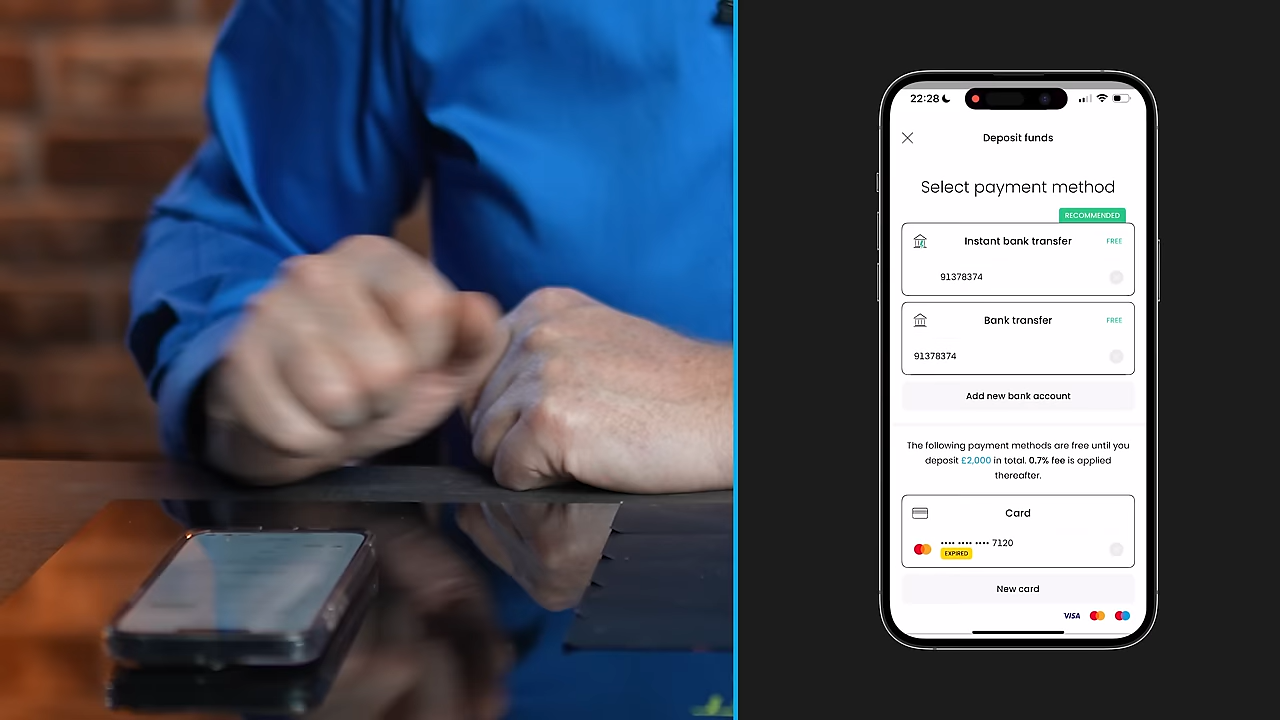 22:28
Deposit funds
Select payment method
RECOMMENDED
Instant bank transfer FREE
91378374
Bank transfer FREE
91378374
Add new bank account
The following payment methods are free until you
deposit £2,000 in total. 0.7% fee is applied
thereafter.
Card
•••• •••• •••• 7120
EXPIRED
New card
VISA